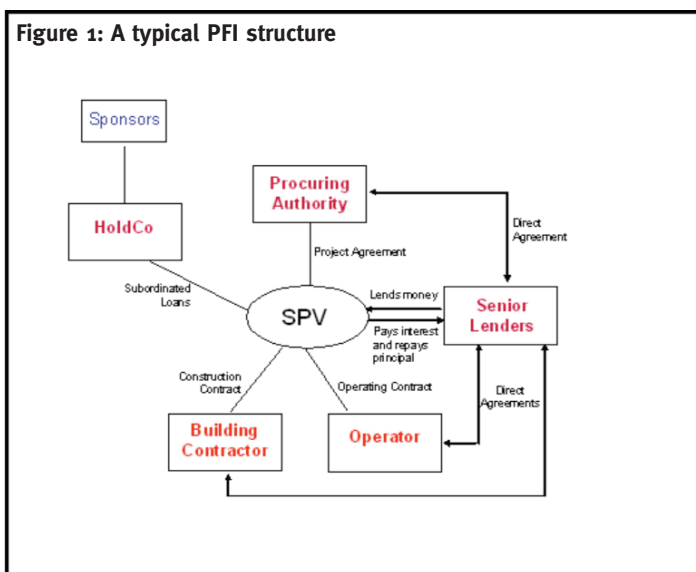 Figure 1: A typical PFI structure
Sponsors
HoldCo
Procuring
Authority
Direct
Agreement
Project Agreement
Subordinated
Loans
SPV
Lends money
Senior
Lenders
Pays interest
and repays
principal
Construction
Contract
Operating Contract
Direct
Agreements
Building
Contractor
Operator